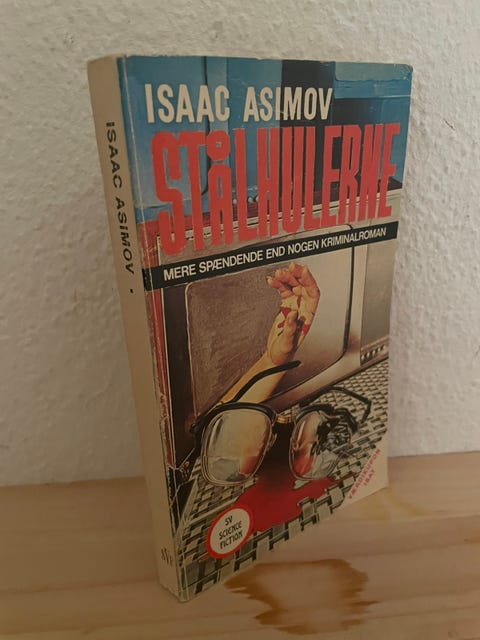 ISAAC ASIMOV
STÅLHULERNE
MERE SPÆNDENDE END NOGEN KRIMINALROMAN
SV
SCIENCE
FICTION
ISAAC ASIMOV •